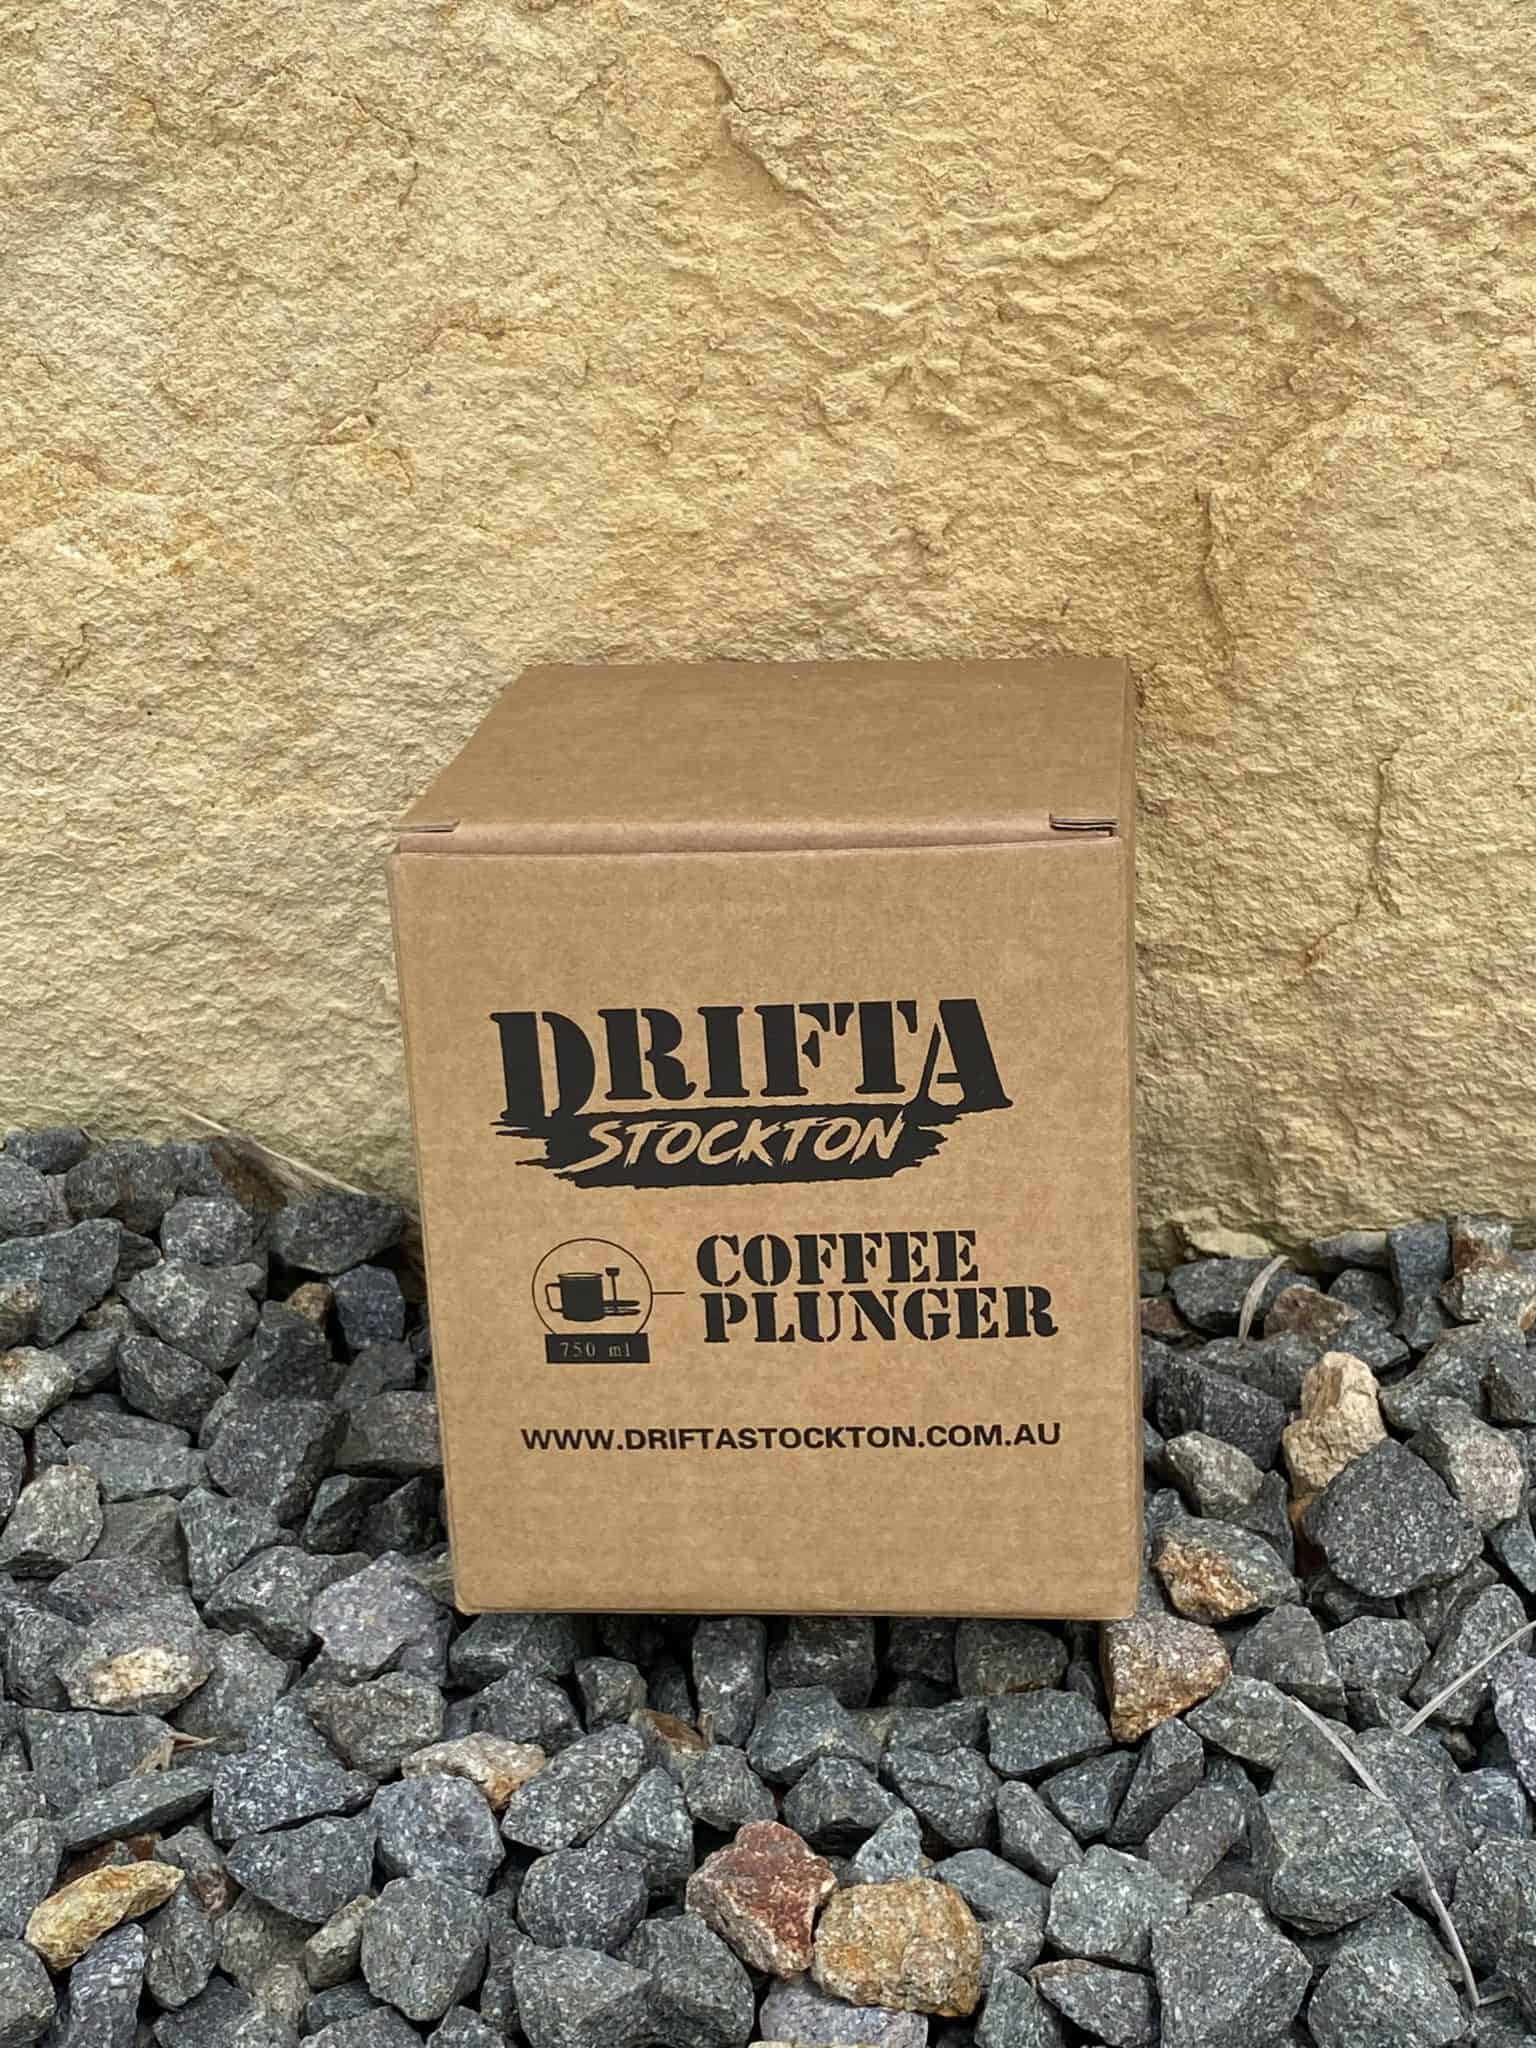 DRIFTA
STOCKTON
COFFEE
PLUNGER
750 ml
WWW.DRIFTASTOCKTON.COM.AU